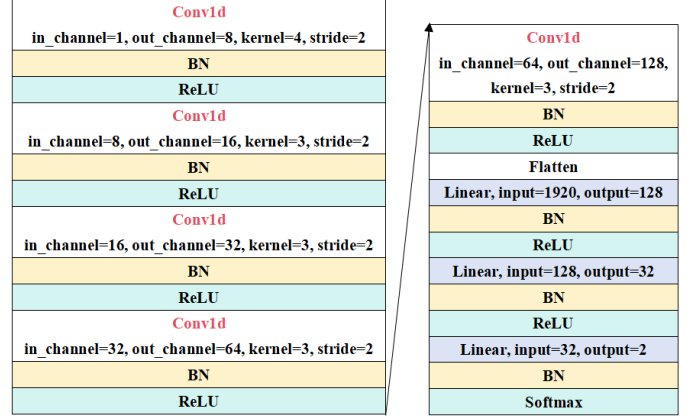 Conv1d
in_channel=1, out_channel=8, kernel=4, stride=2
BN
ReLU
Conv1d
in_channel=8, out_channel=16, kernel=3, stride=2
BN
ReLU
Conv1d
in_channel=16, out_channel=32, kernel=3, stride=2
BN
ReLU
Conv1d
in_channel=32, out_channel=64, kernel=3, stride=2
BN
ReLU
Conv1d
in_channel=64, out_channel=128,
kernel=3, stride=2
BN
ReLU
Flatten
Linear, input=1920, output=128
BN
ReLU
Linear, input=128, output=32
BN
ReLU
Linear, input=32, output=2
BN
Softmax